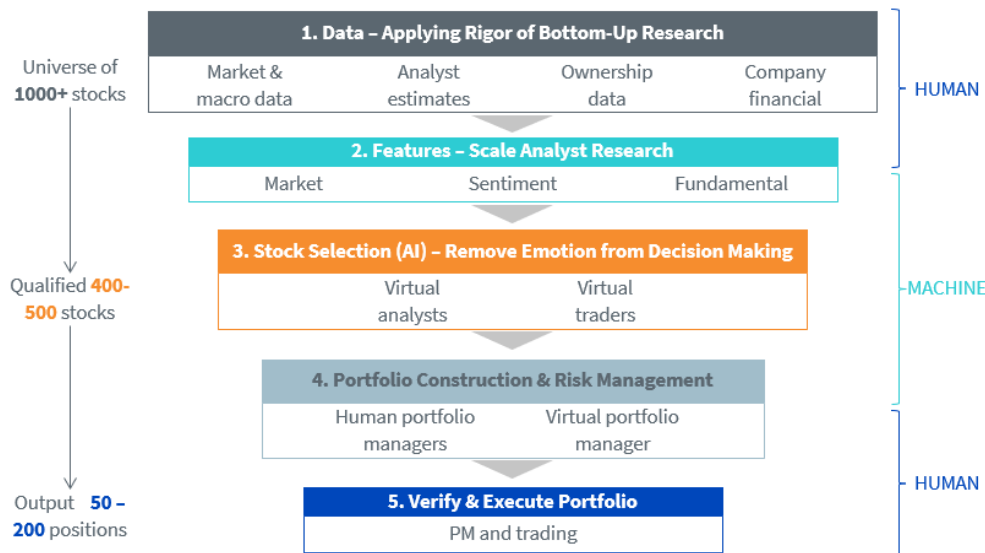 1. Data – Applying Rigor of Bottom-Up Research
Universe of
1000+ stocks
Market &
macro data
Analyst
estimates
Ownership
data
Company
financial
HUMAN
2. Features – Scale Analyst Research
Market
Sentiment
Fundamental
3. Stock Selection (AI) – Remove Emotion from Decision Making
Qualified 400-
500 stocks
Virtual
analysts
Virtual
traders
MACHINE
4. Portfolio Construction & Risk Management
Human portfolio
managers
Virtual portfolio
manager
HUMAN
5. Verify & Execute Portfolio
Output 50 –
200 positions
PM and trading